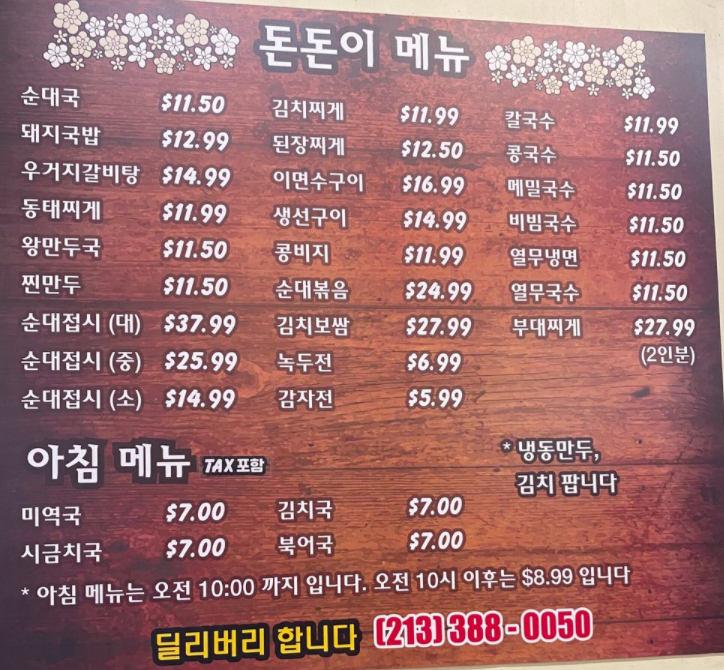 돈돈이 메뉴
순대국 $11.50
돼지국밥 $12.99
우거지갈비탕 $14.99
동태찌게 $11.99
왕만두국 $11.50
찐만두 $11.50
순대접시 (대) $37.99
순대접시 (중) $25.99
순대접시 (소) $14.99
김치찌게 $11.99
된장찌게 $12.50
이면수구이 $16.99
생선구이 $14.99
콩비지 $11.99
순대볶음 $24.99
김치보쌈 $27.99
녹두전 $6.99
감자전 $5.99
칼국수 $11.99
콩국수 $11.50
메밀국수 $11.50
비빔국수 $11.50
열무냉면 $11.50
열무국수 $11.50
부대찌게 $27.99
(2인분)
아침 메뉴 TAX포함
미역국 $7.00
시금치국 $7.00
김치국 $7.00
북어국 $7.00
* 냉동만두,
김치 팝니다
* 아침 메뉴는 오전 10:00 까지 입니다. 오전 10시 이후는 $8.99 입니다
딜리버리 합니다 (213) 388-0050